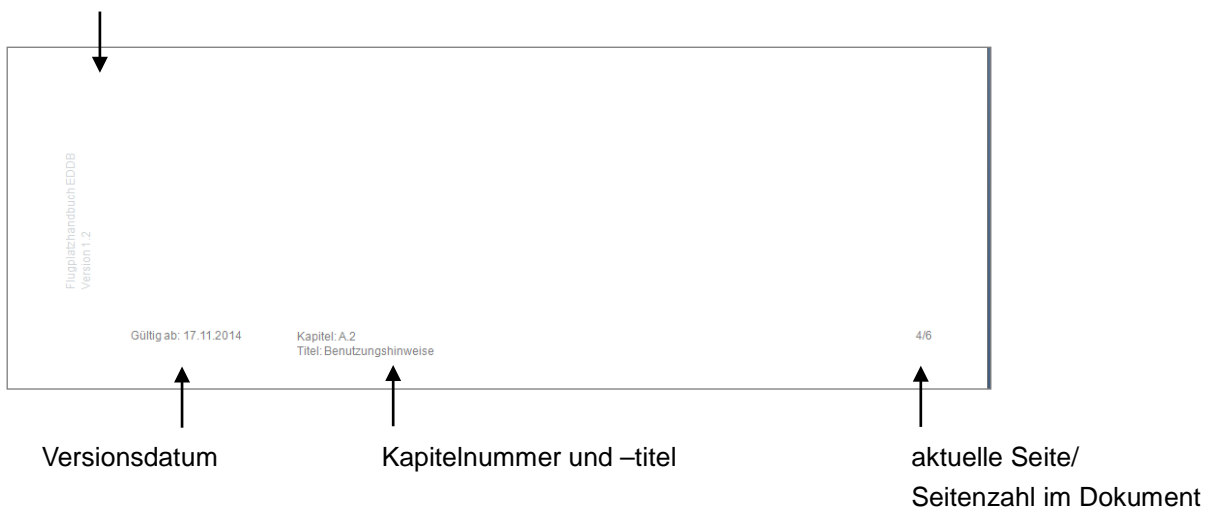 Flugplatzhandbuch EDDB
Version 1.2
Gültig ab: 17.11.2014
Kapitel: A.2
Titel: Benutzungshinweise
4/6
Versionsdatum
Kapitelnummer und –titel
aktuelle Seite/
Seitenzahl im Dokument